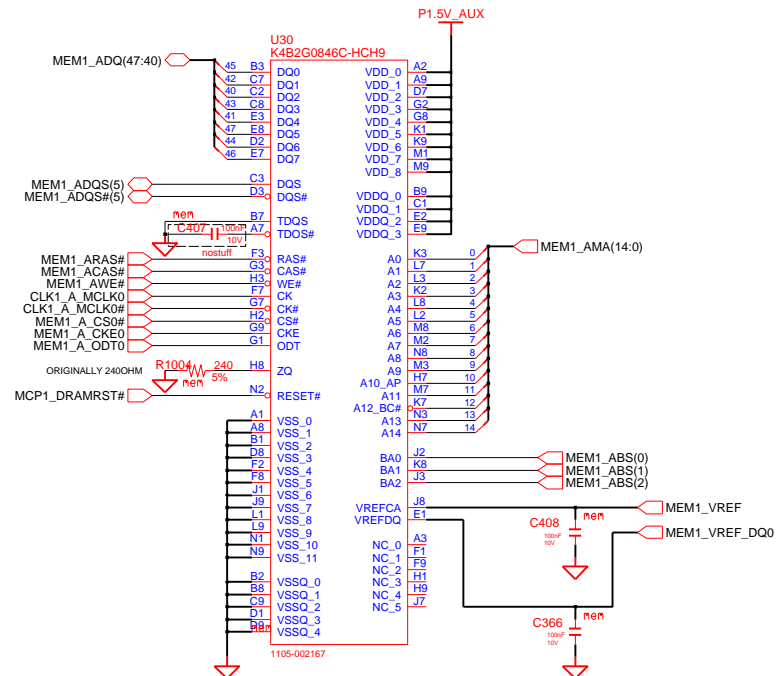 P1.5V_AUX
U30
K4B2G0846C-HCH9
MEM1_ADQ(47:40)
45 B3 DQ0 VDD_0 A2
42 C7 DQ1 VDD_1 A9
40 C2 DQ2 VDD_2 D7
43 C8 DQ3 VDD_3 G2
41 E3 DQ4 VDD_4 G8
47 E8 DQ5 VDD_5 K1
44 D2 DQ6 VDD_6 K9
46 E7 DQ7 VDD_7 M1
VDD_8 M9
MEM1_ADQS(5) C3 DQS
MEM1_ADQS#(5) D3 DQS# VDDQ_0 B9
VDDQ_1 C1
mem B7 TDQS VDDQ_2 E2
C407 100nF A7 TDOS# VDDQ_3 E9
10V
nostuff
MEM1_AMA(14:0)
MEM1_ARAS# F3 RAS# A0 K3 0
MEM1_ACAS# G3 CAS# A1 L7 1
MEM1_AWE# H3 WE# A2 L3 2
CLK1_A_MCLK0 F7 CK A3 K2 3
CLK1_A_MCLK0# G7 CK# A4 L8 4
MEM1_A_CS0# H2 CS# A5 L2 5
MEM1_A_CKE0 G9 CKE A6 M8 6
MEM1_A_ODT0 G1 ODT A7 M2 7
A8 N8 8
ORIGINALLY 240OHM R1004 240 H8 ZQ A9 M3 9
mem 5% A10_AP H7 10
MCP1_DRAMRST# N2 RESET# A11 M7 11
A12_BC# K7 12
A13 N3 13
A14 N7 14
A1 VSS_0
A8 VSS_1
B1 VSS_2
D8 VSS_3 BA0 J2 MEM1_ABS(0)
F2 VSS_4 BA1 K8 MEM1_ABS(1)
F8 VSS_5 BA2 J3 MEM1_ABS(2)
J1 VSS_6
J9 VSS_7 VREFCA J8 MEM1_VREF
L1 VSS_8 VREFDQ E1 mem
L9 VSS_9 C408 100nF 10V
MEM1_VREF_DQ0
N1 VSS_10 NC_0 A3
N9 VSS_11 NC_1 F1
NC_2 F9
B2 VSSQ_0 NC_3 H1
B8 VSSQ_1 NC_4 H9
C9 VSSQ_2 NC_5 J7
D1 VSSQ_3 mem
D9 VSSQ_4 C366 100nF 10V
mem
1105-002167